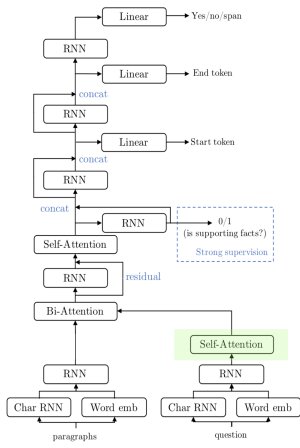 Linear
Yes/no/span
RNN
Linear
End token
concat
RNN
Linear
Start token
concat
RNN
concat
RNN
0/1
(is supporting facts?)
Strong supervision
Self-Attention
residual
RNN
Bi-Attention
Self-Attention
RNN
RNN
Char RNN
Word emb
Char RNN
Word emb
paragraphs
question